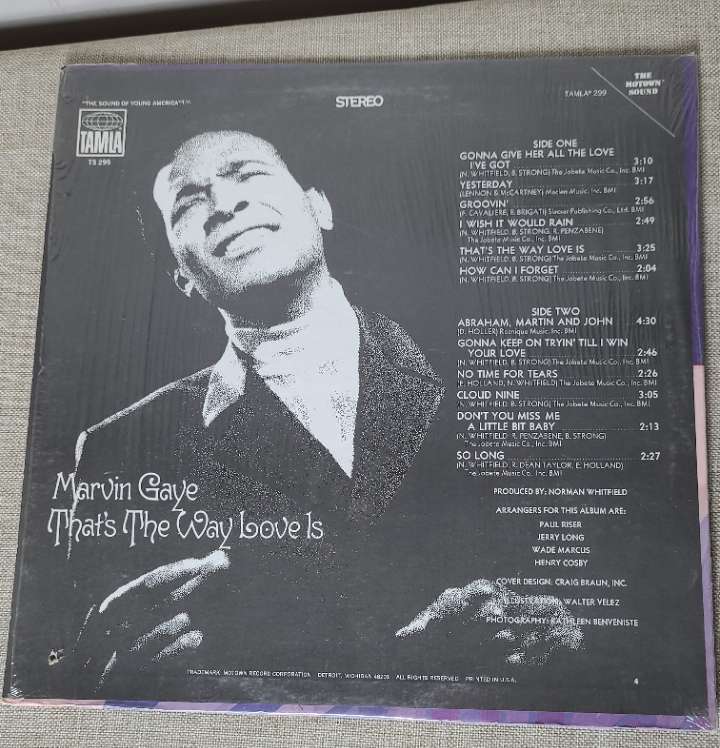 "THE SOUND OF YOUNG AMERICA" T.M.
STEREO
TAMLA® 299
THE
MOTOWN
SOUND
TAMLA
TS 299
SIDE ONE
GONNA GIVE HER ALL THE LOVE
I'VE GOT 3:10
(N. WHITFIELD, B. STRONG) The Jobete Music Co., Inc. BMI
YESTERDAY 3:17
(LENNON & McCARTNEY) Maclen Music, Inc. BMI
GROOVIN' 2:56
(F. CAVALIERE, E. BRIGATI) Slacsar Publishing Co., Ltd. BMI
I WISH IT WOULD RAIN 2:49
(N. WHITFIELD, B. STRONG, R. PENZABENE)
The Jobete Music Co., Inc. BMI
THAT'S THE WAY LOVE IS 3:25
(N. WHITFIELD, B. STRONG) The Jobete Music Co., Inc. BMI
HOW CAN I FORGET 2:04
(N. WHITFIELD, B. STRONG) The Jobete Music Co., Inc. BMI
SIDE TWO
ABRAHAM, MARTIN AND JOHN 4:30
(D. HOLLER) Roznique Music, Inc. BMI
GONNA KEEP ON TRYIN' TILL I WIN
YOUR LOVE 2:46
(N. WHITFIELD, B. STRONG) The Jobete Music Co., Inc. BMI
NO TIME FOR TEARS 2:26
(E. HOLLAND, N. WHITFIELD) The Jobete Music Co., Inc. BMI
CLOUD NINE 3:05
(N. WHITFIELD, B. STRONG) The Jobete Music Co., Inc. BMI
DON'T YOU MISS ME
A LITTLE BIT BABY 2:13
(N. WHITFIELD, R. PENZABENE, B. STRONG)
The Jobete Music Co., Inc. BMI
SO LONG 2:27
(N. WHITFIELD, R. DEAN TAYLOR, E. HOLLAND)
The Jobete Music Co., Inc. BMI
Marvin Gaye
That's The Way Love Is
PRODUCED BY: NORMAN WHITFIELD
ARRANGERS FOR THIS ALBUM ARE:
PAUL RISER
JERRY LONG
WADE MARCUS
HENRY COSBY
COVER DESIGN: CRAIG BRAUN, INC.
ILLUSTRATION: WALTER VELEZ
PHOTOGRAPHY: KATHLEEN BENVENISTE
TRADEMARK: MOTOWN RECORD CORPORATION DETROIT, MICHIGAN 48208 ALL RIGHTS RESERVED PRINTED IN U.S.A.
4